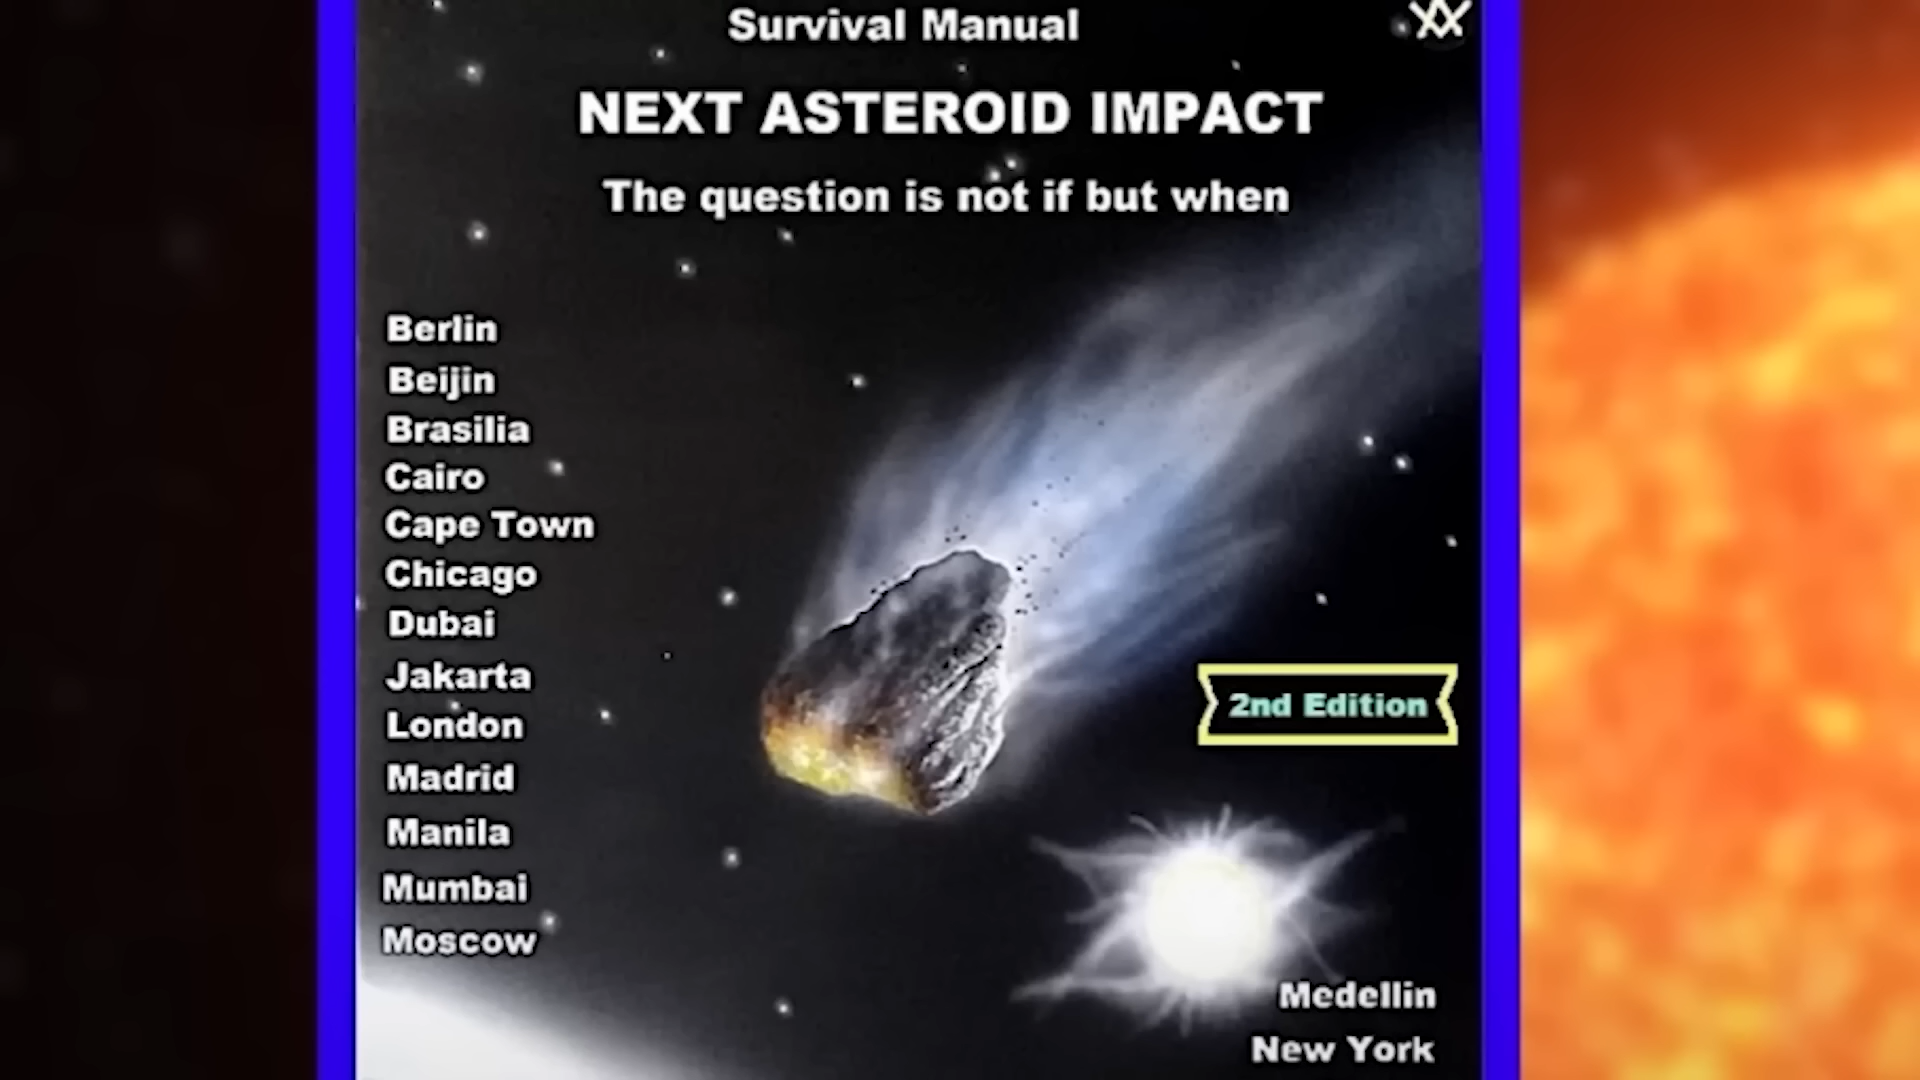 Survival Manual
NEXT ASTEROID IMPACT
The question is not if but when
Berlin
Beijin
Brasilia
Cairo
Cape Town
Chicago
Dubai
Jakarta
London
Madrid
Manila
Mumbai
Moscow
2nd Edition
Medellin
New York